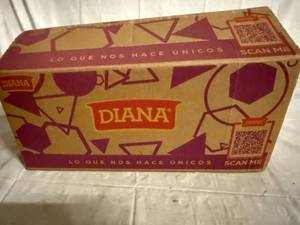 LO QUE NOS HACE ÚNICOS
SCAN ME
DIANA
DIANA
LO QUE NOS HACE ÚNICOS
SCAN ME